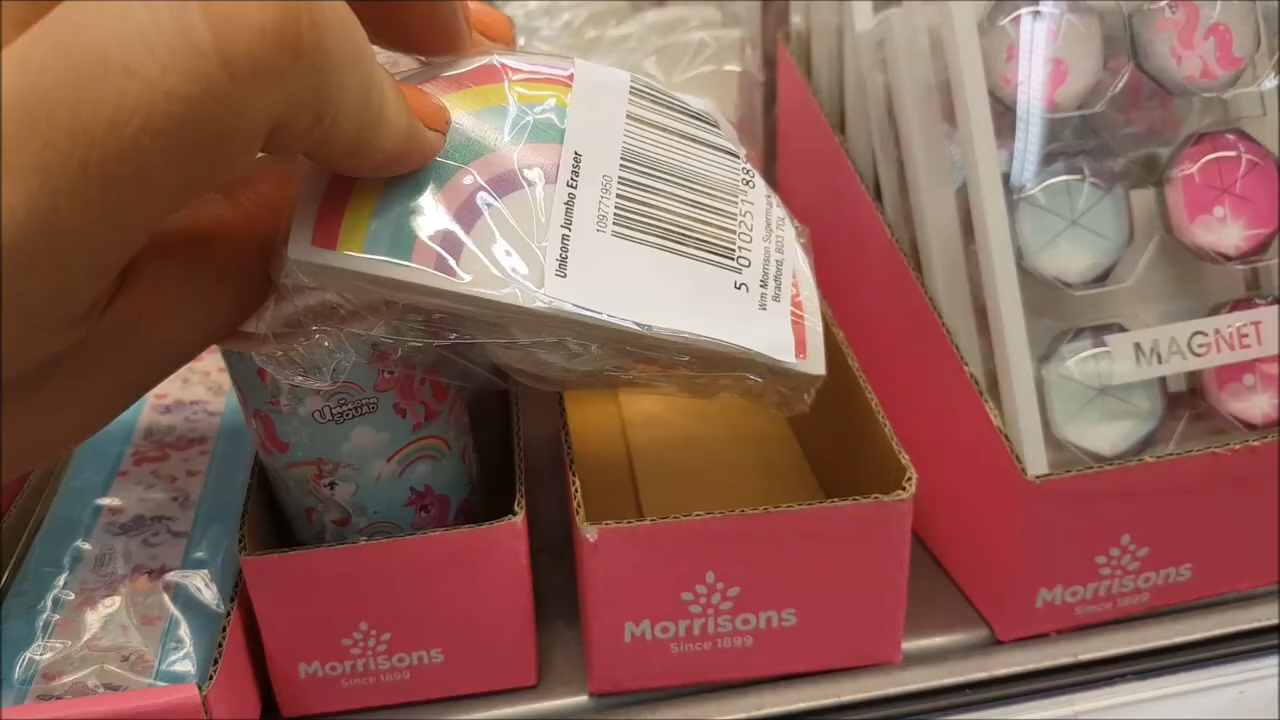 Unicorn Jumbo Eraser
109771950
5 010251 88
Wm Morrison Supermark
Bradford, BD3 7DL
UNICORN
SQUAD
MAGNET
Morrisons
Since 1899
Morrisons
Since 1899
Morrisons
Since 1899